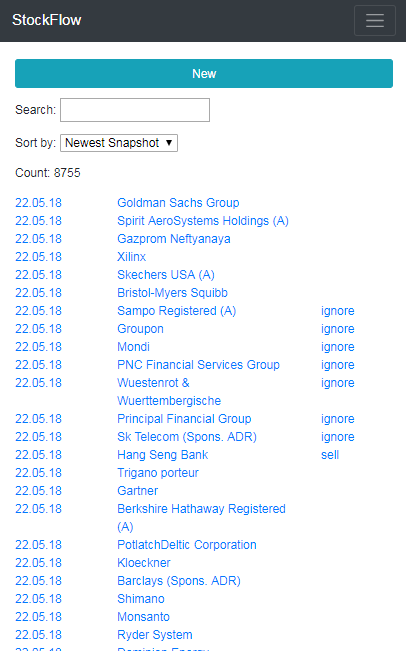 StockFlow
New
Search:
Sort by: Newest Snapshot ▼
Count: 8755
22.05.18 Goldman Sachs Group
22.05.18 Spirit AeroSystems Holdings (A)
22.05.18 Gazprom Neftyanaya
22.05.18 Xilinx
22.05.18 Skechers USA (A)
22.05.18 Bristol-Myers Squibb
22.05.18 Sampo Registered (A) ignore
22.05.18 Groupon ignore
22.05.18 Mondi ignore
22.05.18 PNC Financial Services Group ignore
22.05.18 Wuestenrot & ignore
Wuerttembergische
22.05.18 Principal Financial Group ignore
22.05.18 Sk Telecom (Spons. ADR) ignore
22.05.18 Hang Seng Bank sell
22.05.18 Trigano porteur
22.05.18 Gartner
22.05.18 Berkshire Hathaway Registered
(A)
22.05.18 PotlatchDeltic Corporation
22.05.18 Kloeckner
22.05.18 Barclays (Spons. ADR)
22.05.18 Shimano
22.05.18 Monsanto
22.05.18 Ryder System
22.05.18 Dominion Energy